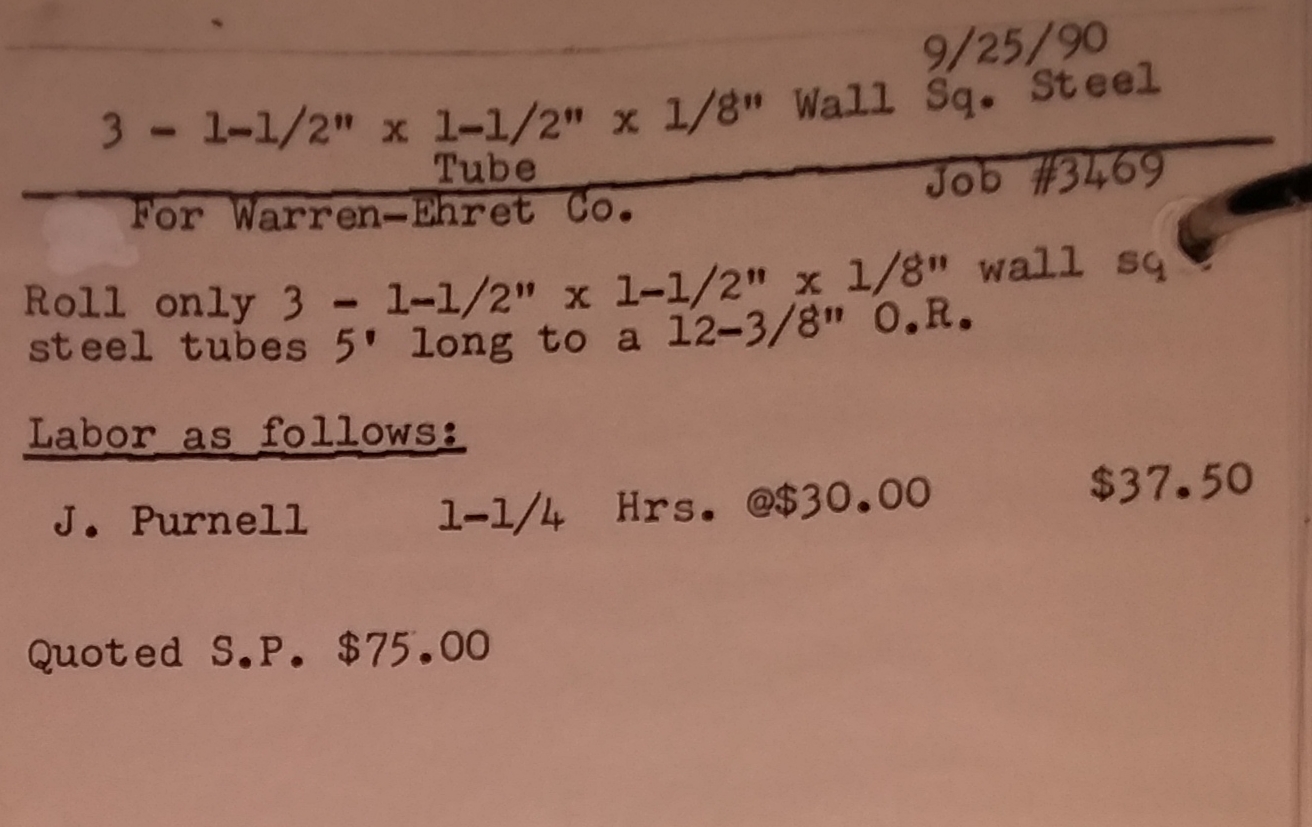 9/25/90
3 - 1-1/2" x 1-1/2" x 1/8" Wall Sq. Steel
Tube
Job #3469
For Warren-Ehret Co.
Roll only 3 - 1-1/2" x 1-1/2" x 1/8" wall sq.
steel tubes 5' long to a 12-3/8" O.R.
Labor as follows:
J. Purnell 1-1/4 Hrs. @$30.00 $37.50
Quoted S.P. $75.00